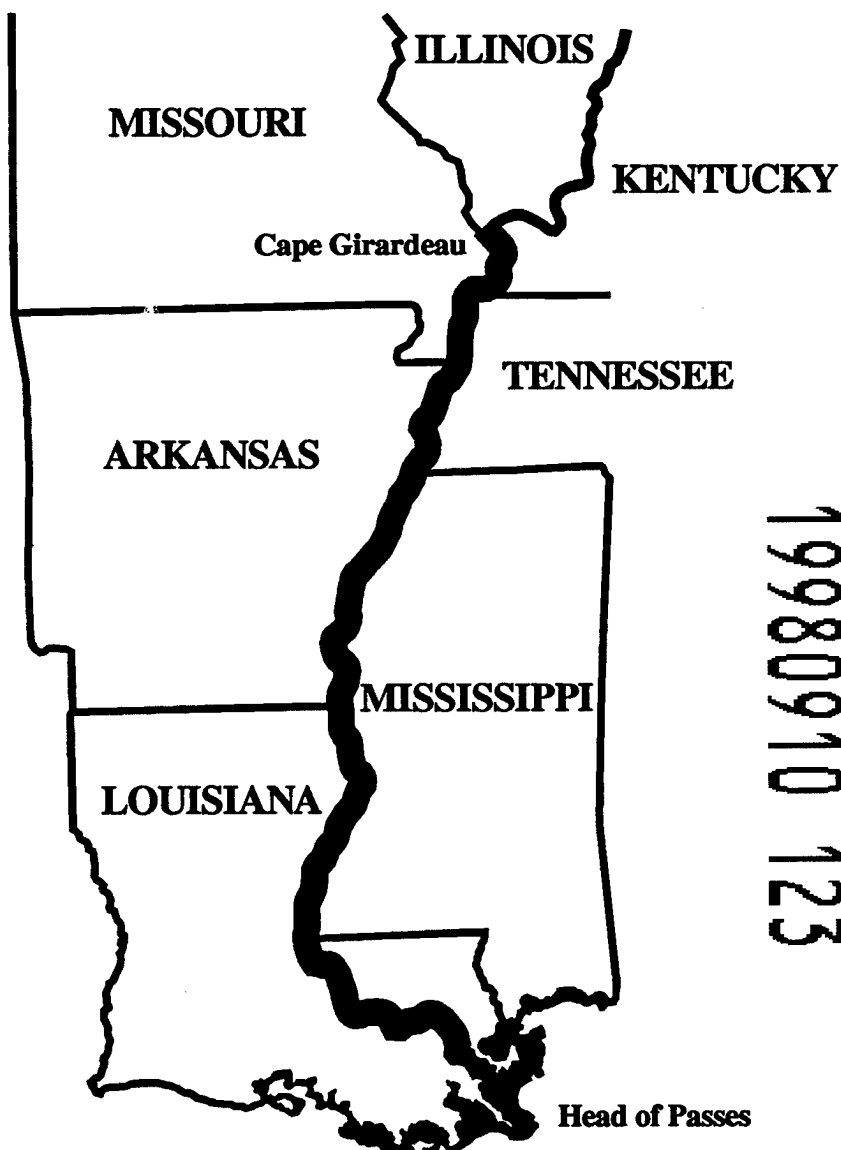 ILLINOIS
MISSOURI
KENTUCKY
Cape Girardeau
TENNESSEE
ARKANSAS
MISSISSIPPI
LOUISIANA
Head of Passes
19980910 123